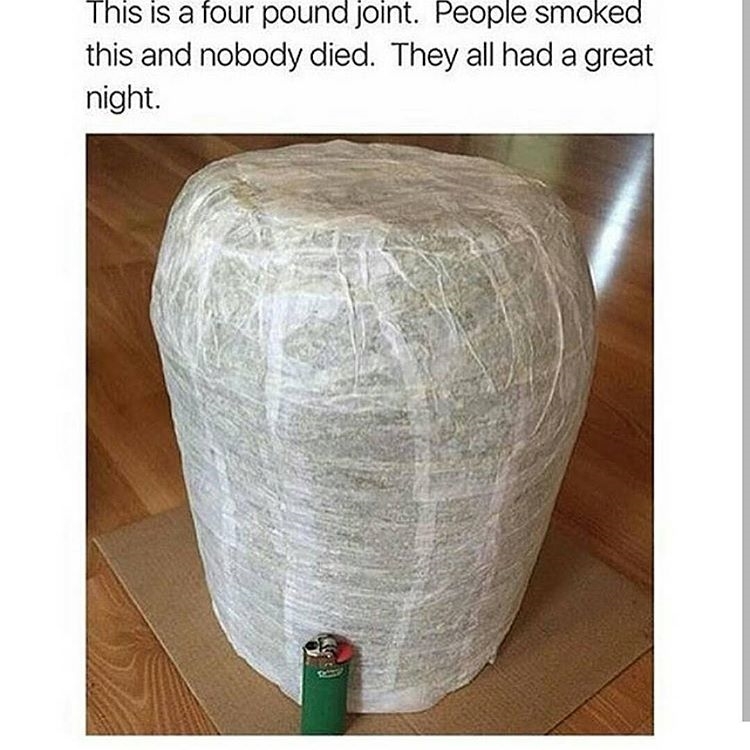 This is a four pound joint. People smoked
this and nobody died. They all had a great
night.